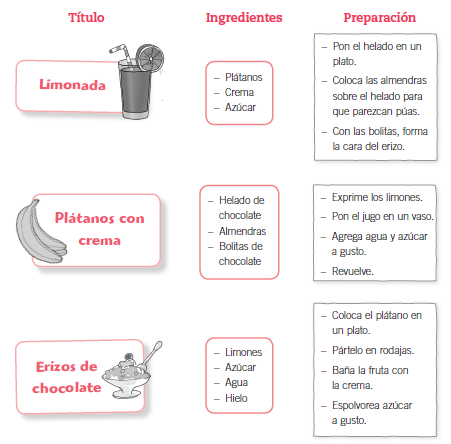 Título
Ingredientes
Preparación
Limonada
– Plátanos
– Crema
– Azúcar
– Pon el helado en un
plato.
– Coloca las almendras
sobre el helado para
que parezcan púas.
– Con las bolitas, forma
la cara del erizo.
Plátanos con
crema
– Helado de
chocolate
– Almendras
– Bolitas de
chocolate
– Exprime los limones.
– Pon el jugo en un vaso.
– Agrega agua y azúcar
a gusto.
– Revuelve.
Erizos de
chocolate
– Limones
– Azúcar
– Agua
– Hielo
– Coloca el plátano en
un plato.
– Pártelo en rodajas.
– Baña la fruta con
la crema.
– Espolvorea azúcar
a gusto.